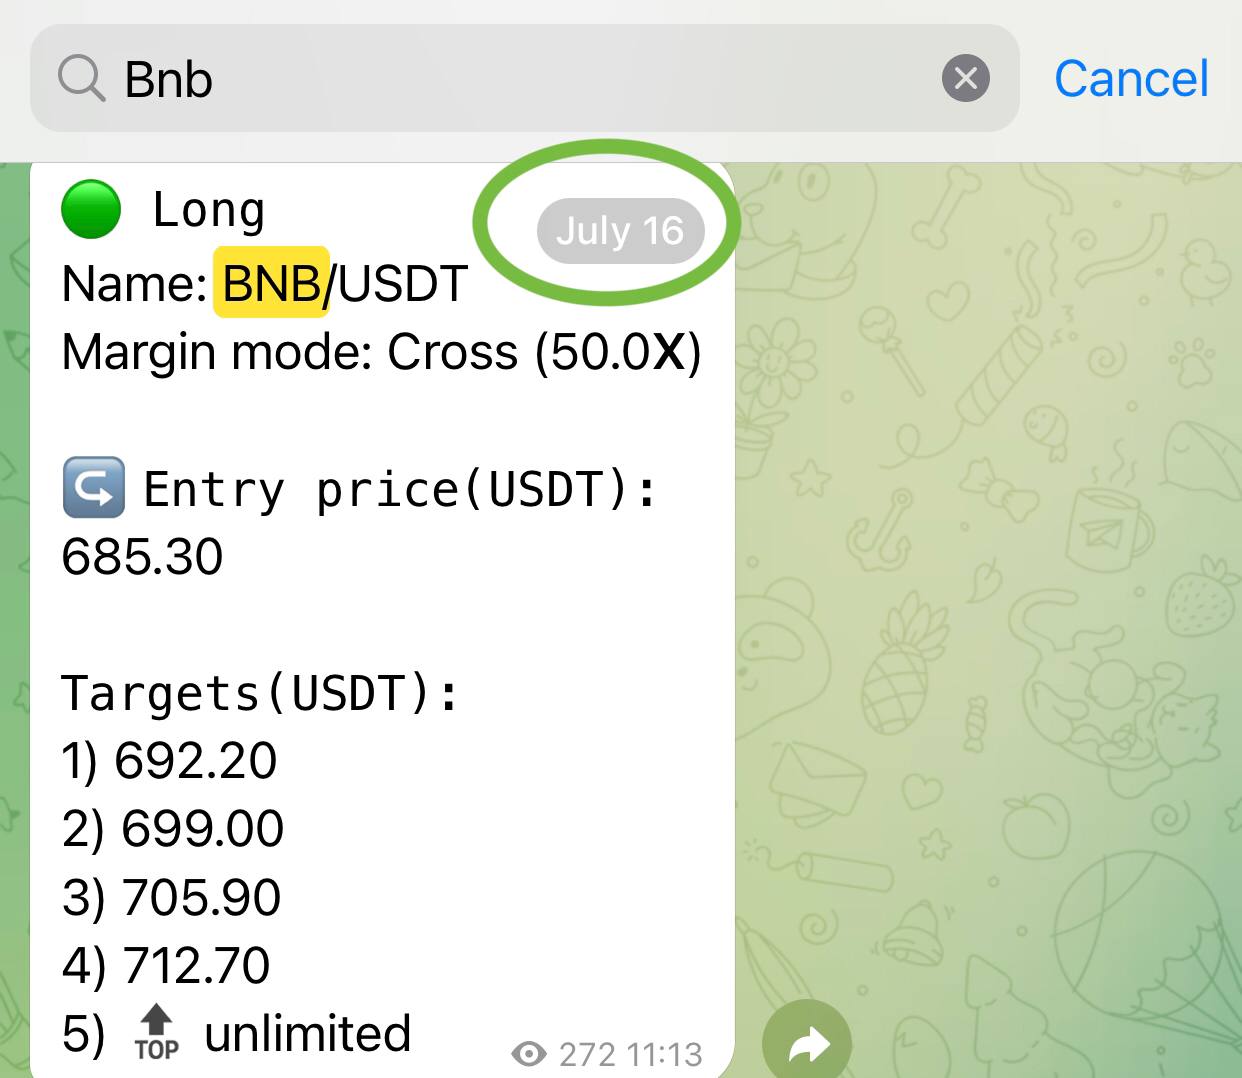 Bnb
Cancel
Long
July 16
Name: BNB/USDT
Margin mode: Cross (50.0X)
Entry price(USDT):
685.30
Targets(USDT):
1) 692.20
2) 699.00
3) 705.90
4) 712.70
5) TOP unlimited
272 11:13